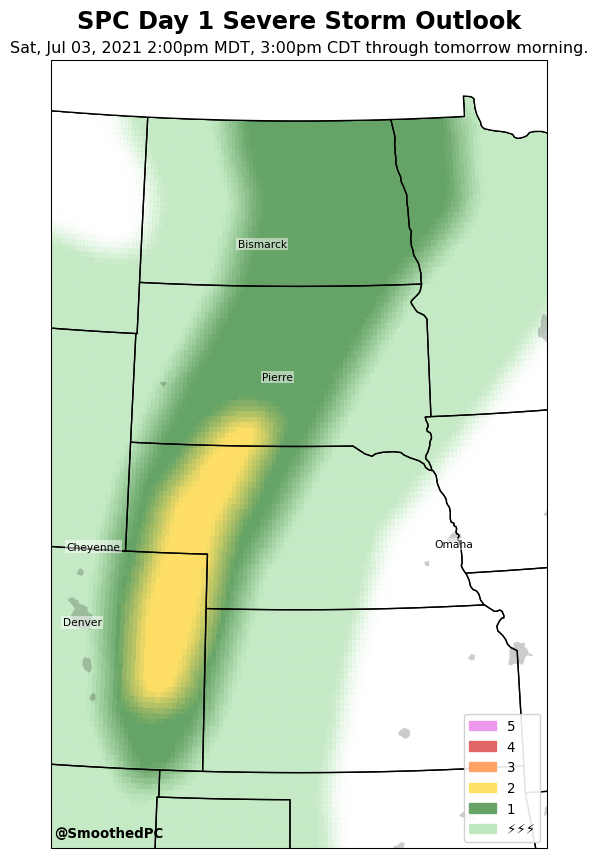 SPC Day 1 Severe Storm Outlook
Sat, Jul 03, 2021 2:00pm MDT, 3:00pm CDT through tomorrow morning.
Bismarck
Pierre
Cheyenne
Omaha
Denver
5
4
3
2
1
⚡⚡⚡
@SmoothedPC